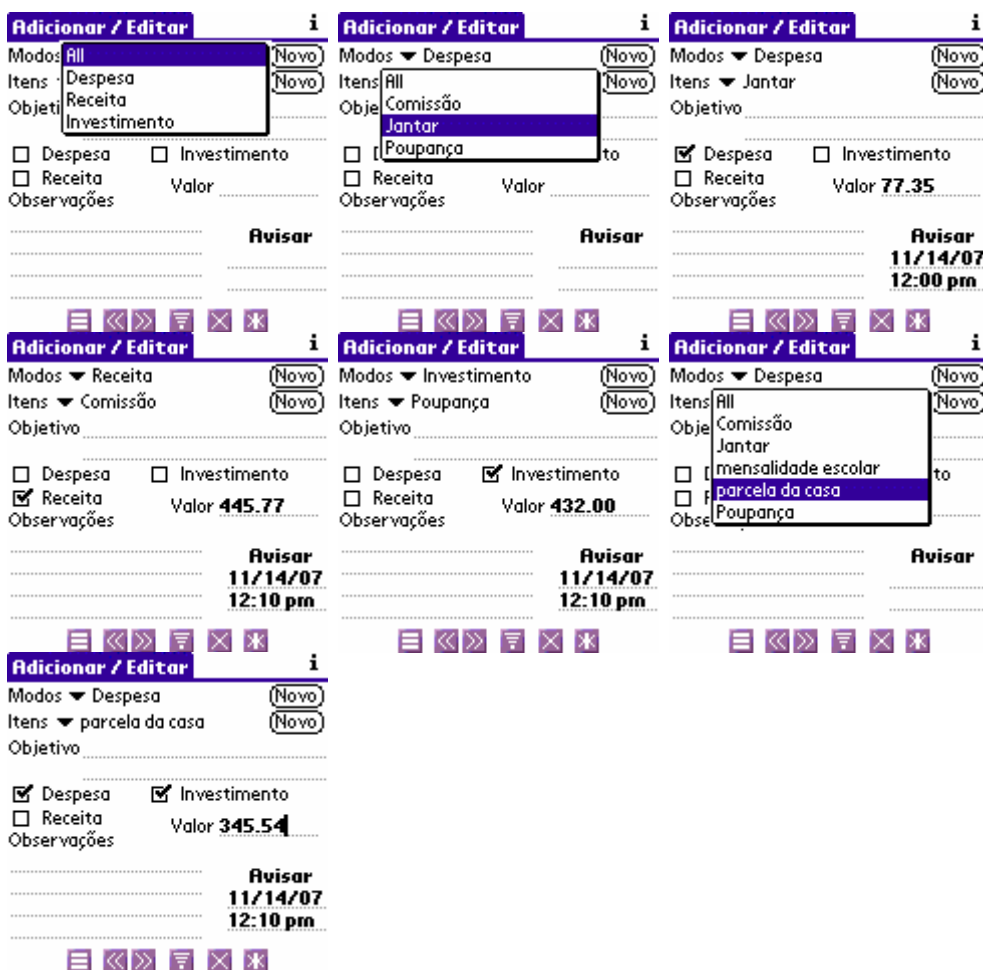 Adicionar / Editar i
Modos All (Novo)
Itens Despesa (Novo)
Objeti Receita
Investimento
Despesa Investimento
Receita Valor
Observações
Avisar
Adicionar / Editar i
Modos Despesa (Novo)
Itens All Novo)
Obje Comissão
Jantar
Poupança to
Receita Valor
Observações
Avisar
Adicionar / Editar i
Modos Despesa (Novo)
Itens Jantar (Novo)
Objetivo
Despesa Investimento
Receita Valor 77.35
Observações
Avisar
11/14/07
12:00 pm
Adicionar / Editar i
Modos Receita (Novo)
Itens Comissão (Novo)
Objetivo
Despesa Investimento
Receita Valor 445.77
Observações
Avisar
11/14/07
12:10 pm
Adicionar / Editar i
Modos Investimento (Novo)
Itens Poupança (Novo)
Objetivo
Despesa Investimento
Receita Valor 432.00
Observações
Avisar
11/14/07
12:10 pm
Adicionar / Editar i
Modos Despesa (Novo)
Itens All Novo)
Obje Comissão
Jantar
mensalidade escolar to
parcela da casa
Obse Poupança
Avisar
Adicionar / Editar i
Modos Despesa (Novo)
Itens parcela da casa (Novo)
Objetivo
Despesa Investimento
Receita Valor 345.54
Observações
Avisar
11/14/07
12:10 pm